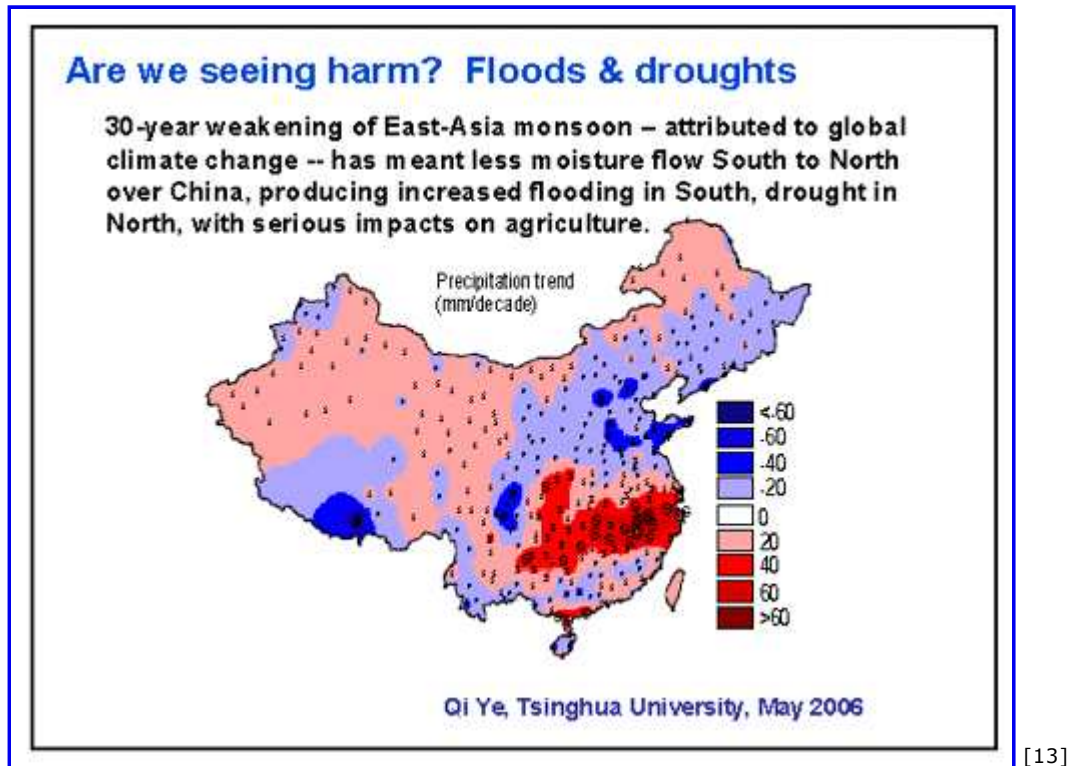 Are we seeing harm? Floods & droughts
30-year weakening of East-Asia monsoon – attributed to global
climate change -- has meant less moisture flow South to North
over China, producing increased flooding in South, drought in
North, with serious impacts on agriculture.
Precipitation trend
(mm/decade)
<-60
-60
-40
-20
0
20
40
60
>60
Qi Ye, Tsinghua University, May 2006
[13]